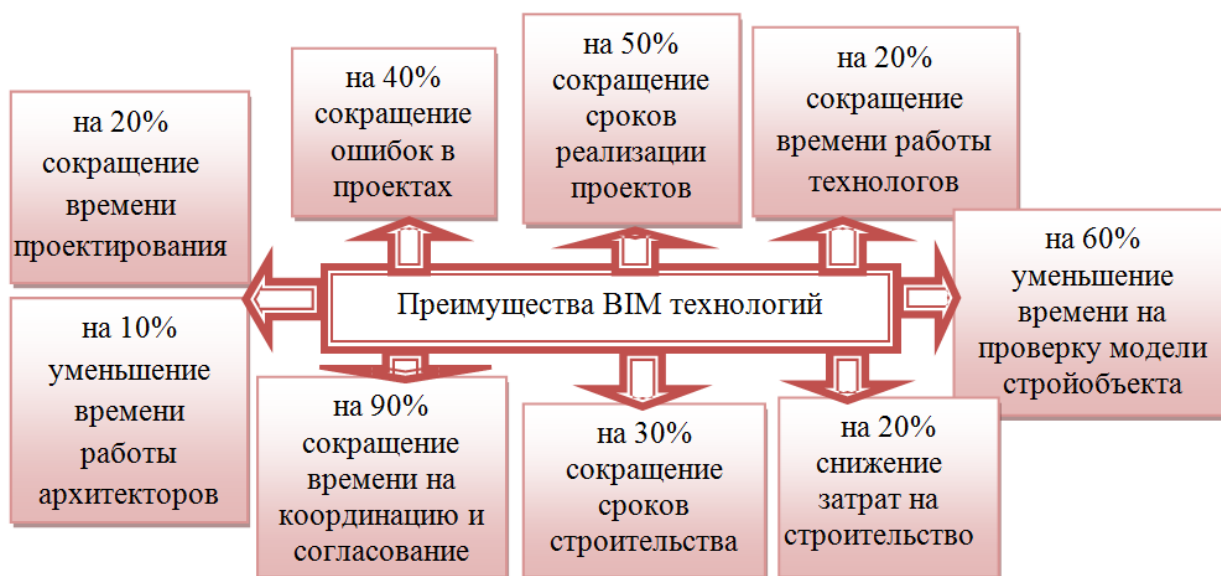 на 20%
сокращение
времени
проектирования
на 40%
сокращение
ошибок в
проектах
на 50%
сокращение
сроков
реализации
проектов
на 20%
сокращение
времени работы
технологов
на 60%
уменьшение
времени на
проверку модели
стройобъекта
Преимущества BIM технологий
на 10%
уменьшение
времени
работы
архитекторов
на 90%
сокращение
времени на
координацию и
согласование
на 30%
сокращение
сроков
строительства
на 20%
снижение
затрат на
строительство